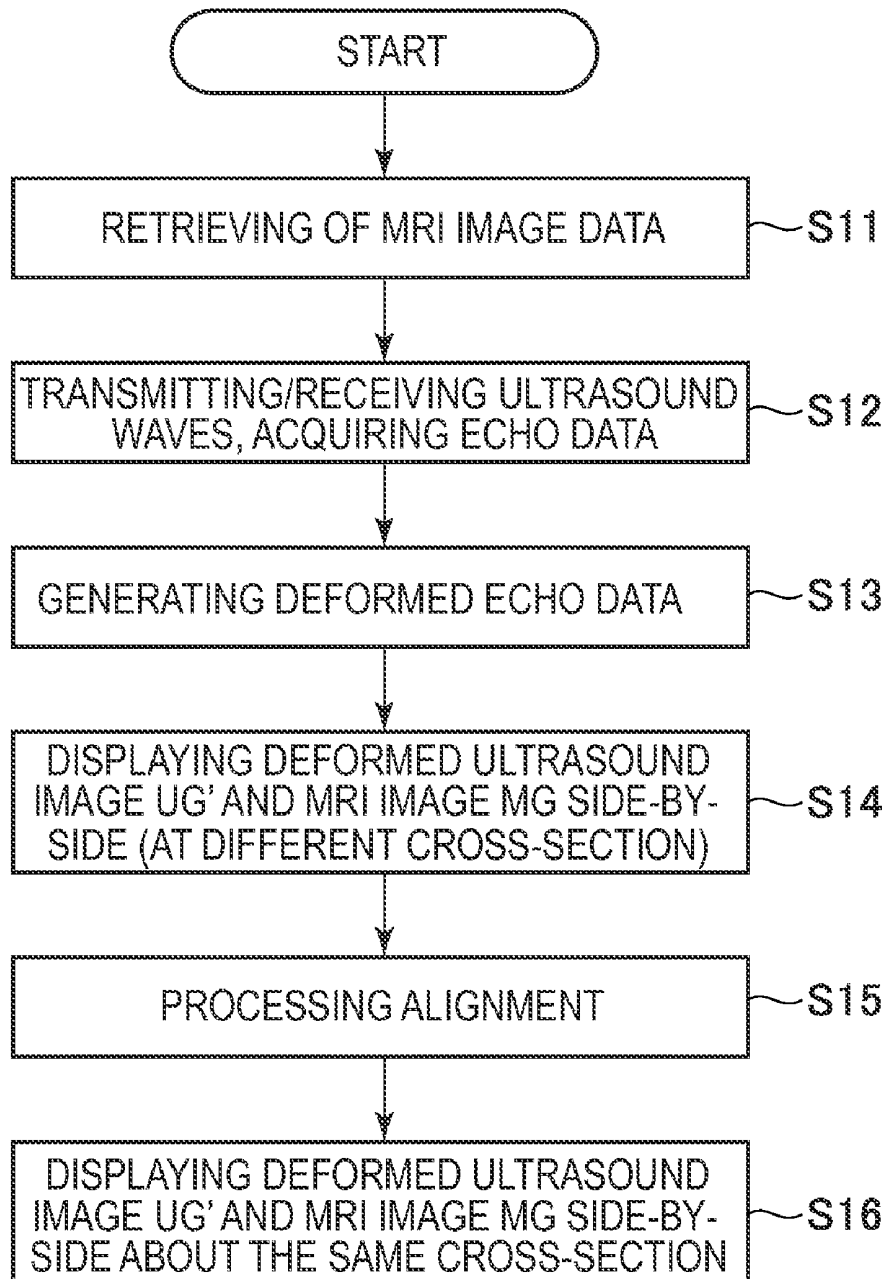 START
RETRIEVING OF MRI IMAGE DATA
S11
TRANSMITTING/RECEIVING ULTRASOUND
WAVES, ACQUIRING ECHO DATA
S12
GENERATING DEFORMED ECHO DATA
S13
DISPLAYING DEFORMED ULTRASOUND
IMAGE UG' AND MRI IMAGE MG SIDE-BY-
SIDE (AT DIFFERENT CROSS-SECTION)
S14
PROCESSING ALIGNMENT
S15
DISPLAYING DEFORMED ULTRASOUND
IMAGE UG' AND MRI IMAGE MG SIDE-BY-
SIDE ABOUT THE SAME CROSS-SECTION
S16